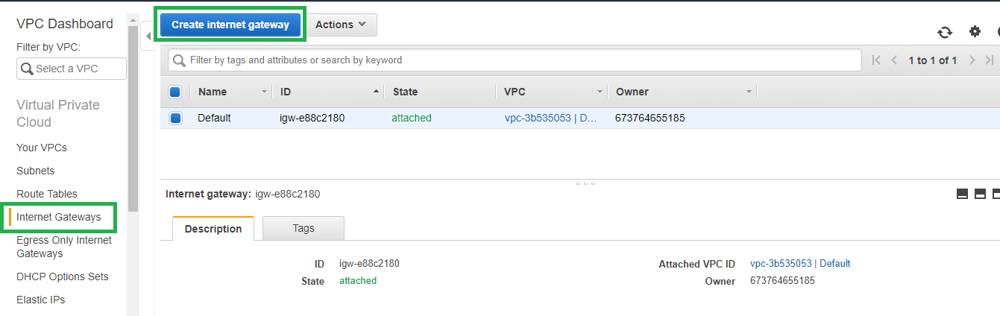 VPC Dashboard
Filter by VPC:
Select a VPC
Virtual Private
Cloud
Your VPCs
Subnets
Route Tables
Internet Gateways
Egress Only Internet
Gateways
DHCP Options Sets
Elastic IPs
Create internet gateway Actions
Filter by tags and attributes or search by keyword 1 to 1 of 1
Name ID State VPC Owner
Default igw-e88c2180 attached vpc-3b535053 | D... 673764655185
Internet gateway: igw-e88c2180
Description Tags
ID igw-e88c2180 Attached VPC ID vpc-3b535053 | Default
State attached Owner 673764655185